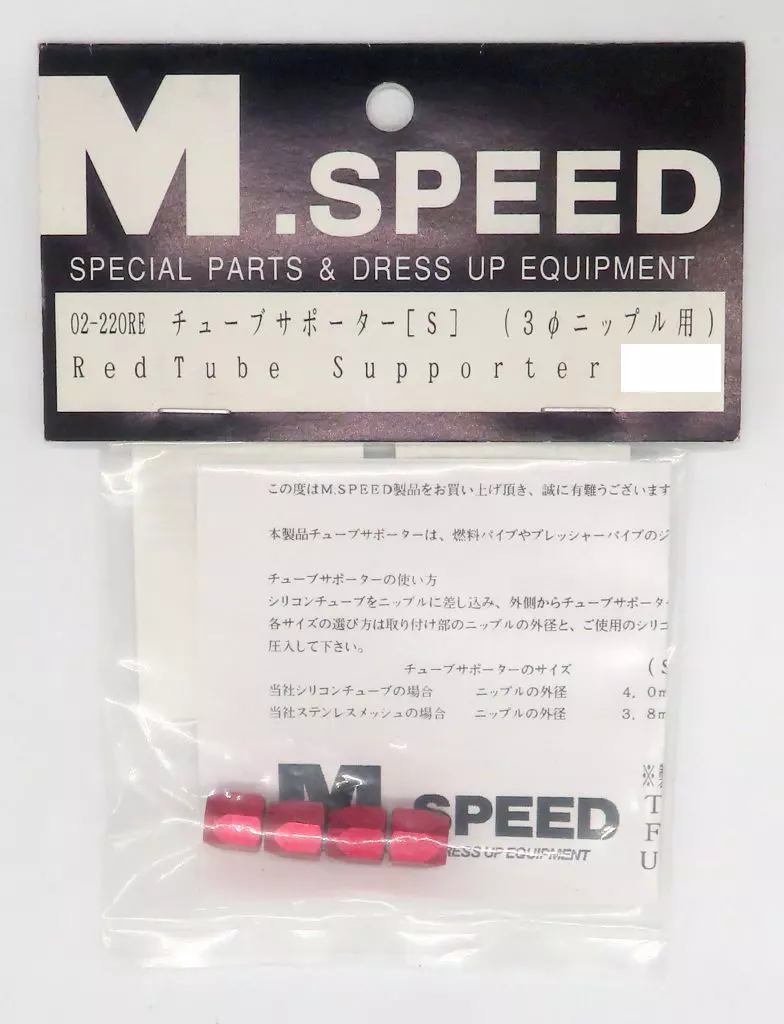 M.SPEED
SPECIAL PARTS & DRESS UP EQUIPMENT
02-220RE チューブサポーター[S] (3φニップル用)
Red Tube Supporter
この度はM.SPEED製品をお買い上げ頂き、誠に有難うございます
本製品チューブサポーターは、燃料パイプやプレッシャーパイプのジ
チューブサポーターの使い方
シリコンチューブをニップルに差し込み、外側からチューブサポータ
各サイズの選び方は取り付け部のニップルの外径と、ご使用のシリコ
圧入して下さい。
チューブサポーターのサイズ (S
当社シリコンチューブの場合 ニップルの外径 4.0m
当社ステンレスメッシュの場合 ニップルの外径 3.8m
※
T
F
U
M SPEED
RESS UP EQUIPMENT